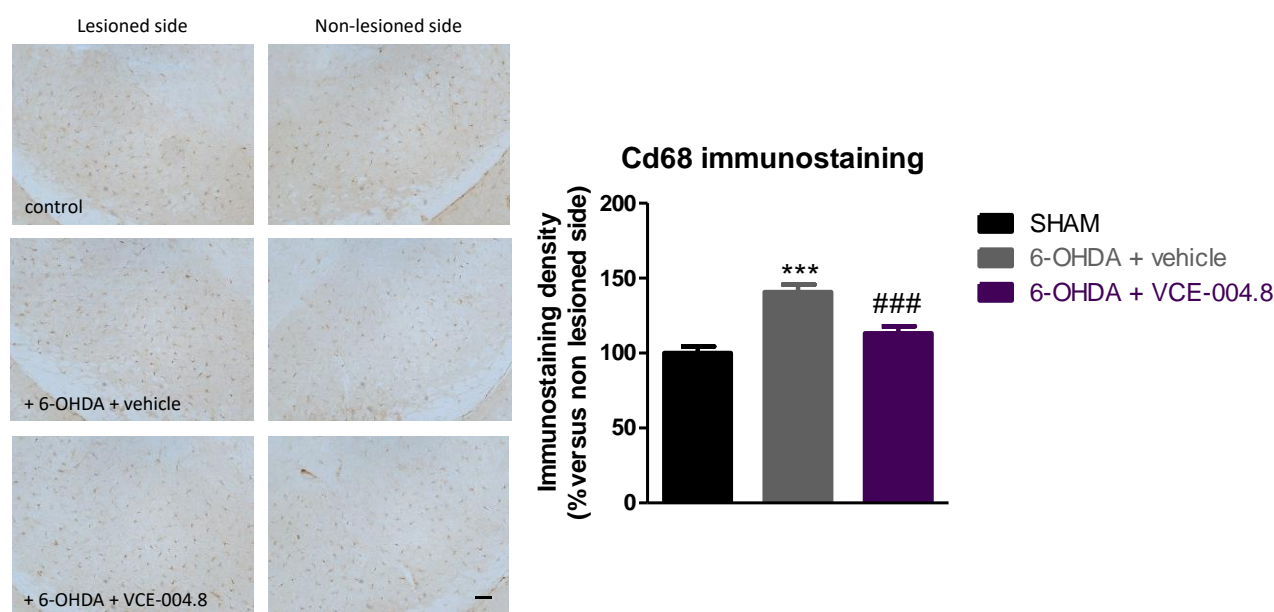 Lesioned side
Non-lesioned side
control
+ 6-OHDA + vehicle
+ 6-OHDA + VCE-004.8
Cd68 immunostaining
Immunostaining density
(%versus non lesioned side)
200
150
100
50
0
***
###
SHAM
6-OHDA + vehicle
6-OHDA + VCE-004.8